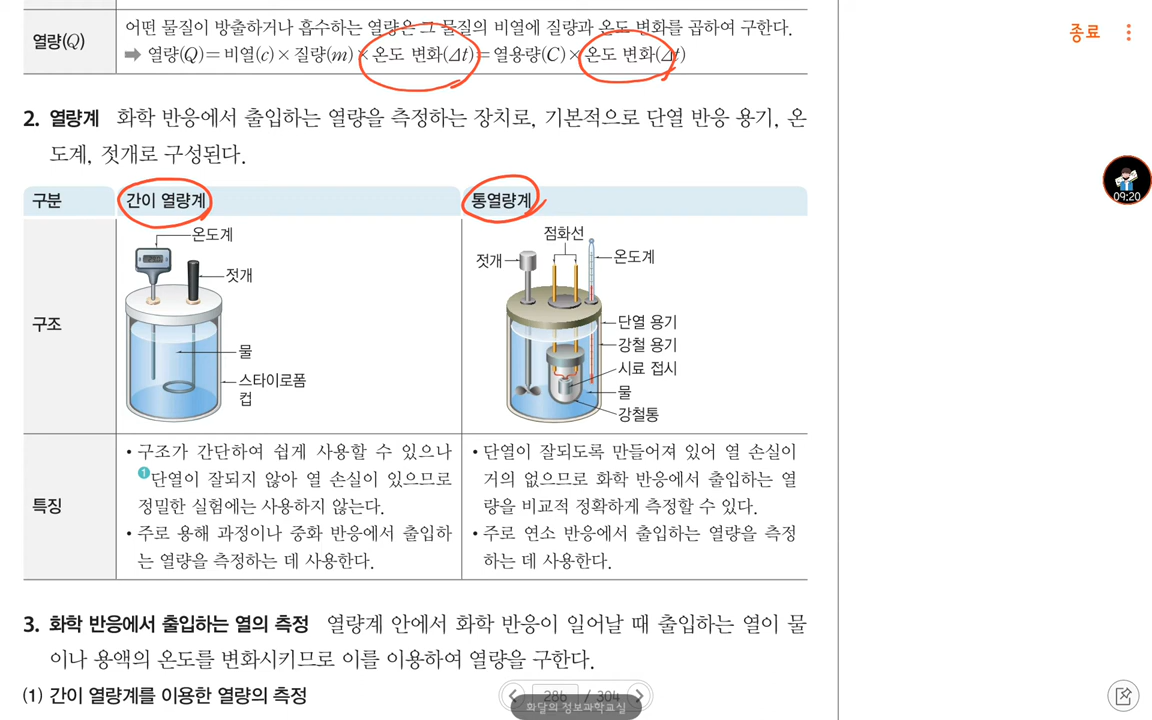 어떤 물질이 방출하거나 흡수하는 열량은 그 물질의 비열에 질량과 온도 변화를 곱하여 구한다.
열량(Q)
➡ 열량(Q)=비열(c)×질량(m)×온도 변화(Δt)=열용량(C)×온도 변화(Δt)
종료
2. 열량계 화학 반응에서 출입하는 열량을 측정하는 장치로, 기본적으로 단열 반응 용기, 온
도계, 젓개로 구성된다.
09:20
구분 간이 열량계 통열량계
구조
온도계
젓개
물
스타이로폼
컵
점화선
젓개
온도계
단열 용기
강철 용기
시료 접시
물
강철통
특징
• 구조가 간단하여 쉽게 사용할 수 있으나
❶단열이 잘되지 않아 열 손실이 있으므로
정밀한 실험에는 사용하지 않는다.
• 주로 용해 과정이나 중화 반응에서 출입하
는 열량을 측정하는 데 사용한다.
• 단열이 잘되도록 만들어져 있어 열 손실이
거의 없으므로 화학 반응에서 출입하는 열
량을 비교적 정확하게 측정할 수 있다.
• 주로 연소 반응에서 출입하는 열량을 측정
하는 데 사용한다.
3. 화학 반응에서 출입하는 열의 측정 열량계 안에서 화학 반응이 일어날 때 출입하는 열이 물
이나 용액의 온도를 변화시키므로 이를 이용하여 열량을 구한다.
(1) 간이 열량계를 이용한 열량의 측정
286 / 304
화달의 정보과학교실